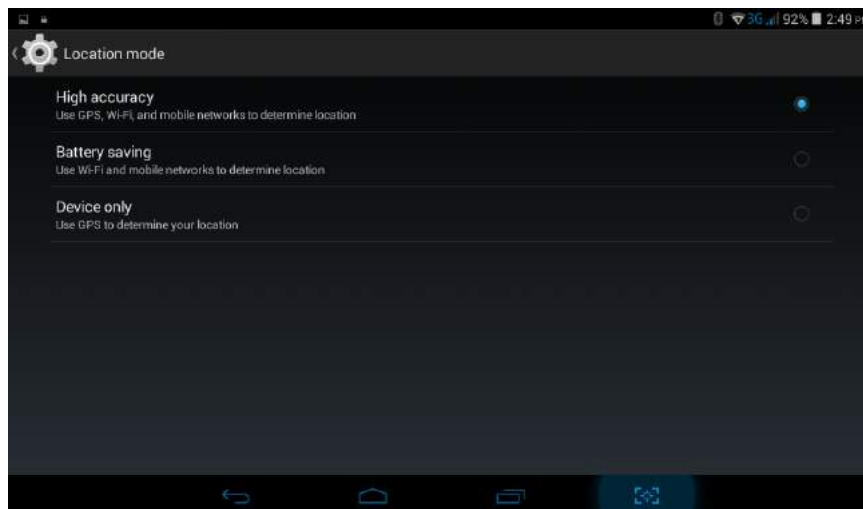 3G 92% 2:49 P
Location mode
High accuracy
Use GPS, Wi-Fi, and mobile networks to determine location
Battery saving
Use Wi-Fi and mobile networks to determine location
Device only
Use GPS to determine your location